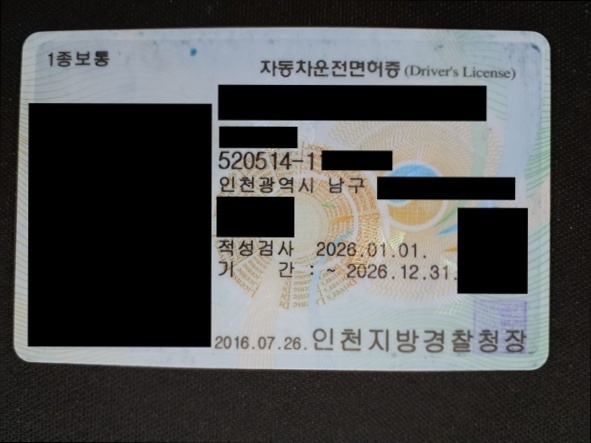 1종보통
자동차운전면허증 (Driver's License)
520514-1
인천광역시 남구
적성검사 2026.01.01.
기 간 : ~ 2026.12.31.
2016.07.26. 인천지방경찰청장